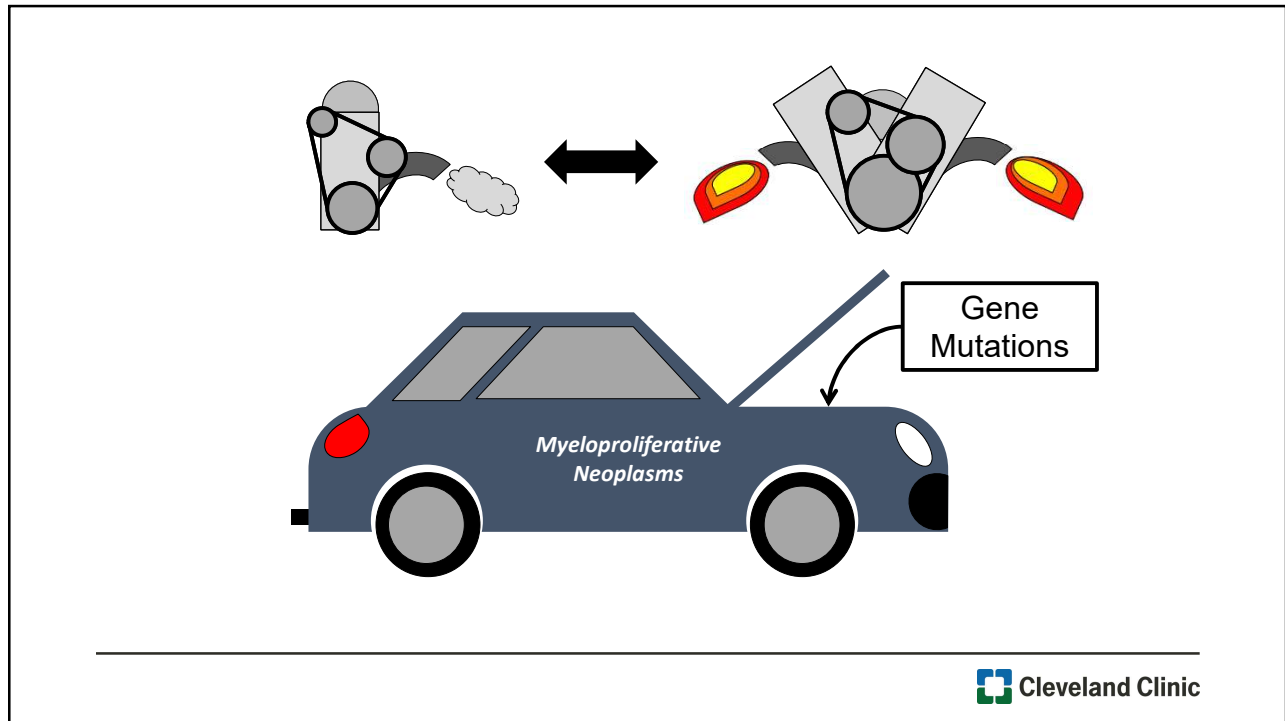 Gene
Mutations
Myeloproliferative
Neoplasms
Cleveland Clinic